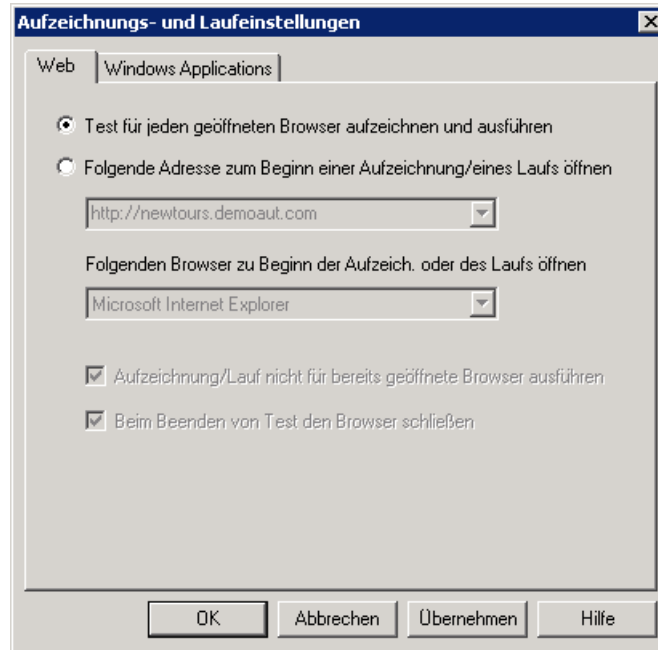 Aufzeichnungs- und Laufeinstellungen
Web
Windows Applications
Test für jeden geöffneten Browser aufzeichnen und ausführen
Folgende Adresse zum Beginn einer Aufzeichnung/eines Laufs öffnen
http://newtours.demoaut.com
Folgenden Browser zu Beginn der Aufzeich. oder des Laufs öffnen
Microsoft Internet Explorer
Aufzeichnung/Lauf nicht für bereits geöffnete Browser ausführen
Beim Beenden von Test den Browser schließen
OK
Abbrechen
Übernehmen
Hilfe